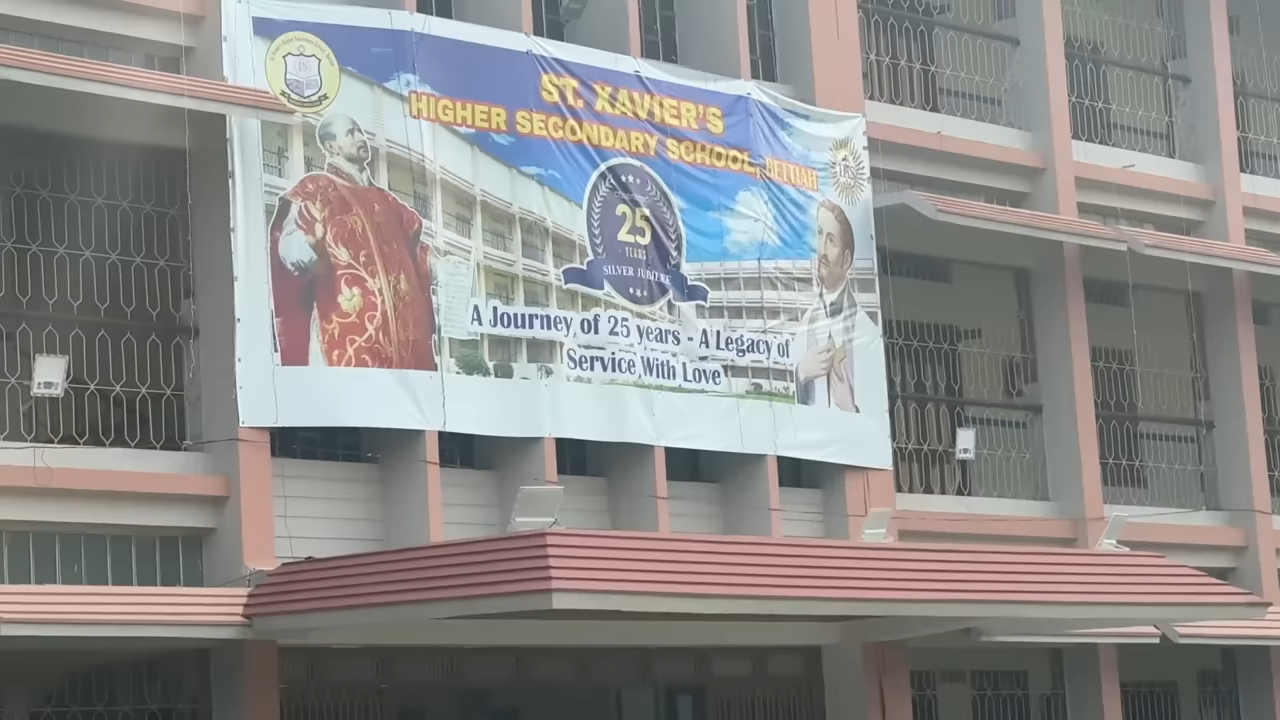 ST. XAVIER'S
HIGHER SECONDARY SCHOOL, BETTIAH
IHS
25
YEARS
SILVER JUBILEE
A Journey of 25 years - A Legacy of
Service With Love